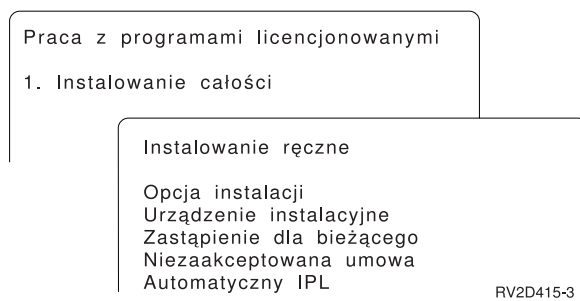 Praca z programami licencjonowanymi
1. Instalowanie całości
Instalowanie ręczne
Opcja instalacji
Urządzenie instalacyjne
Zastąpienie dla bieżącego
Niezaakceptowana umowa
Automatyczny IPL
RV2D415-3